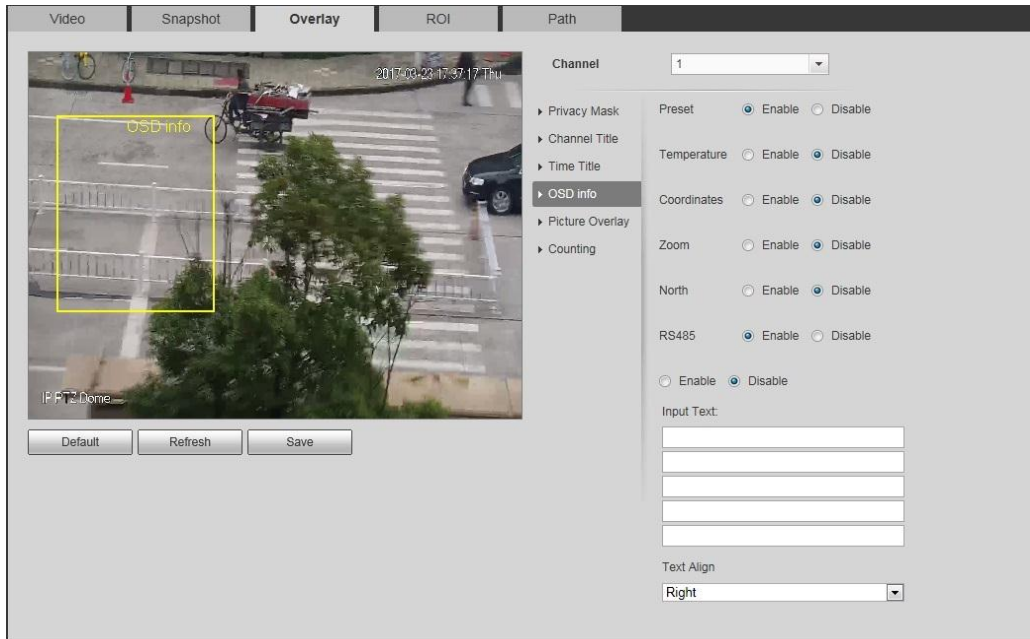 Video Snapshot Overlay ROI Path
2017-03-23 17:37:17 Thu
OSD info
IP PTZ Dome
Default Refresh Save
Channel 1
Privacy Mask
Channel Title
Time Title
OSD info
Picture Overlay
Counting
Preset Enable Disable
Temperature Enable Disable
Coordinates Enable Disable
Zoom Enable Disable
North Enable Disable
RS485 Enable Disable
Enable Disable
Input Text:
Text Align
Right